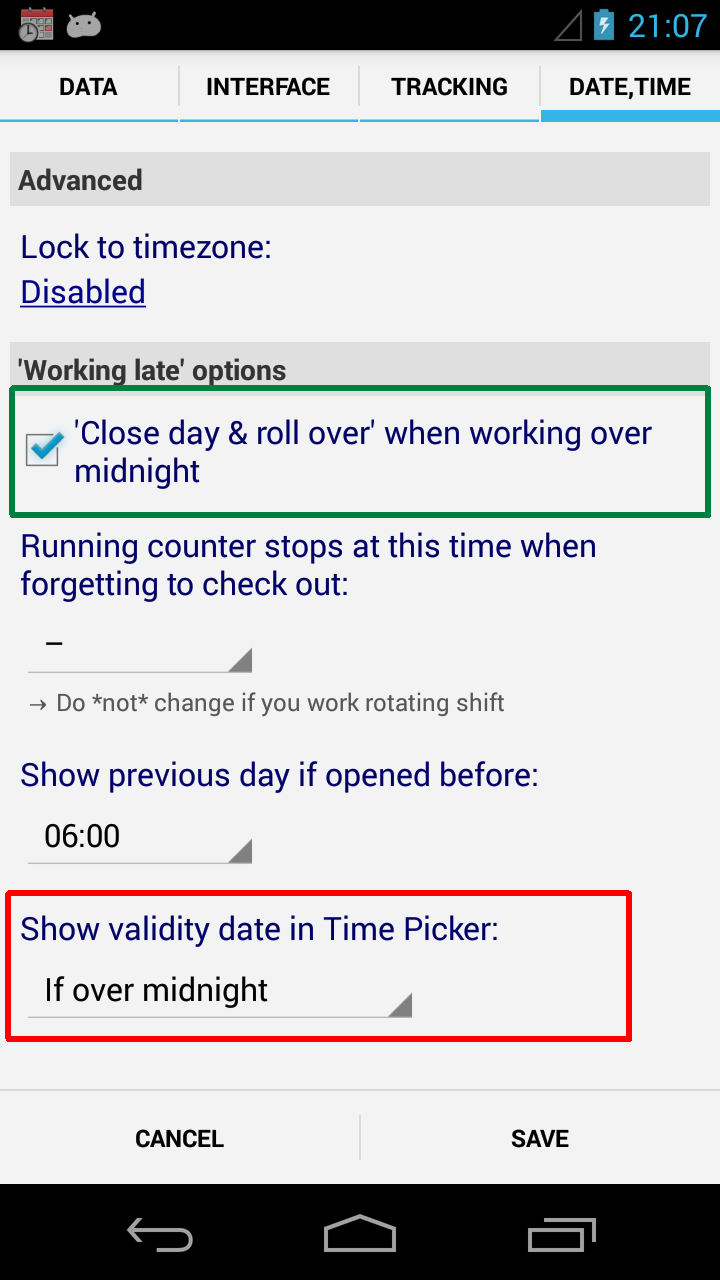 21:07
DATA INTERFACE TRACKING DATE,TIME
Advanced
Lock to timezone:
Disabled
'Working late' options
'Close day & roll over' when working over
midnight
Running counter stops at this time when
forgetting to check out:
–
→ Do *not* change if you work rotating shift
Show previous day if opened before:
06:00
Show validity date in Time Picker:
If over midnight
CANCEL SAVE